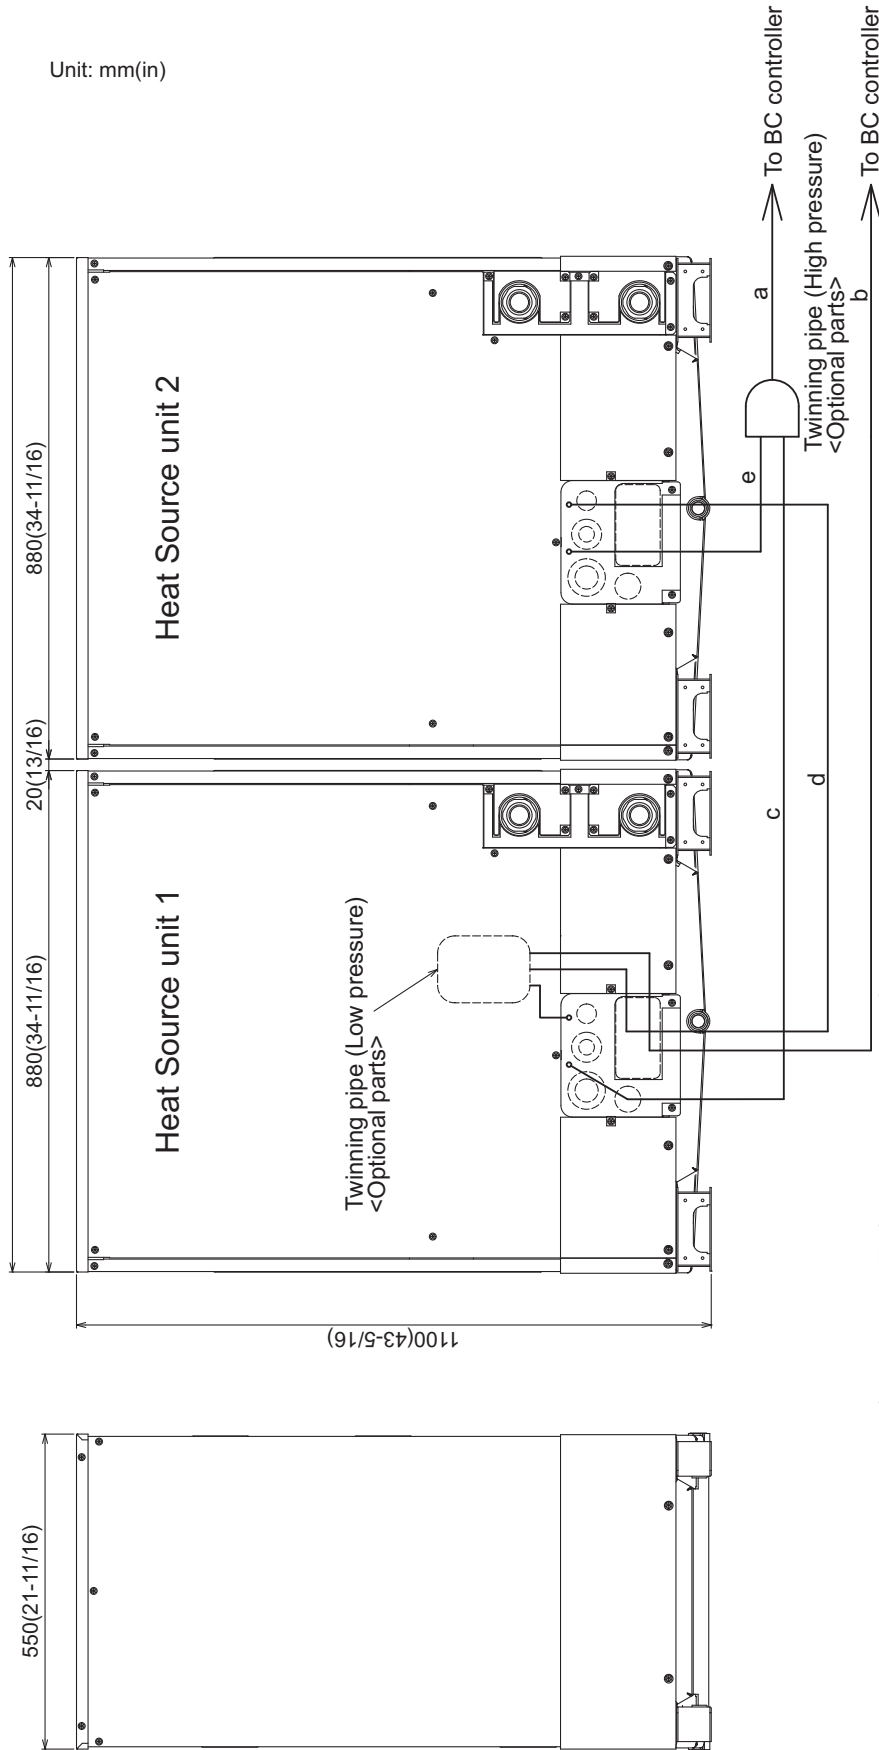 Unit: mm(in)
880(34-11/16)
20(13/16)
880(34-11/16)
Heat Source unit 2
Heat Source unit 1
Twinning pipe (Low pressure)
<Optional parts>
To BC controller
a
Twinning pipe (High pressure)
<Optional parts>
To BC controller
b
e
c
d
1100(43-5/16)
550(21-11/16)